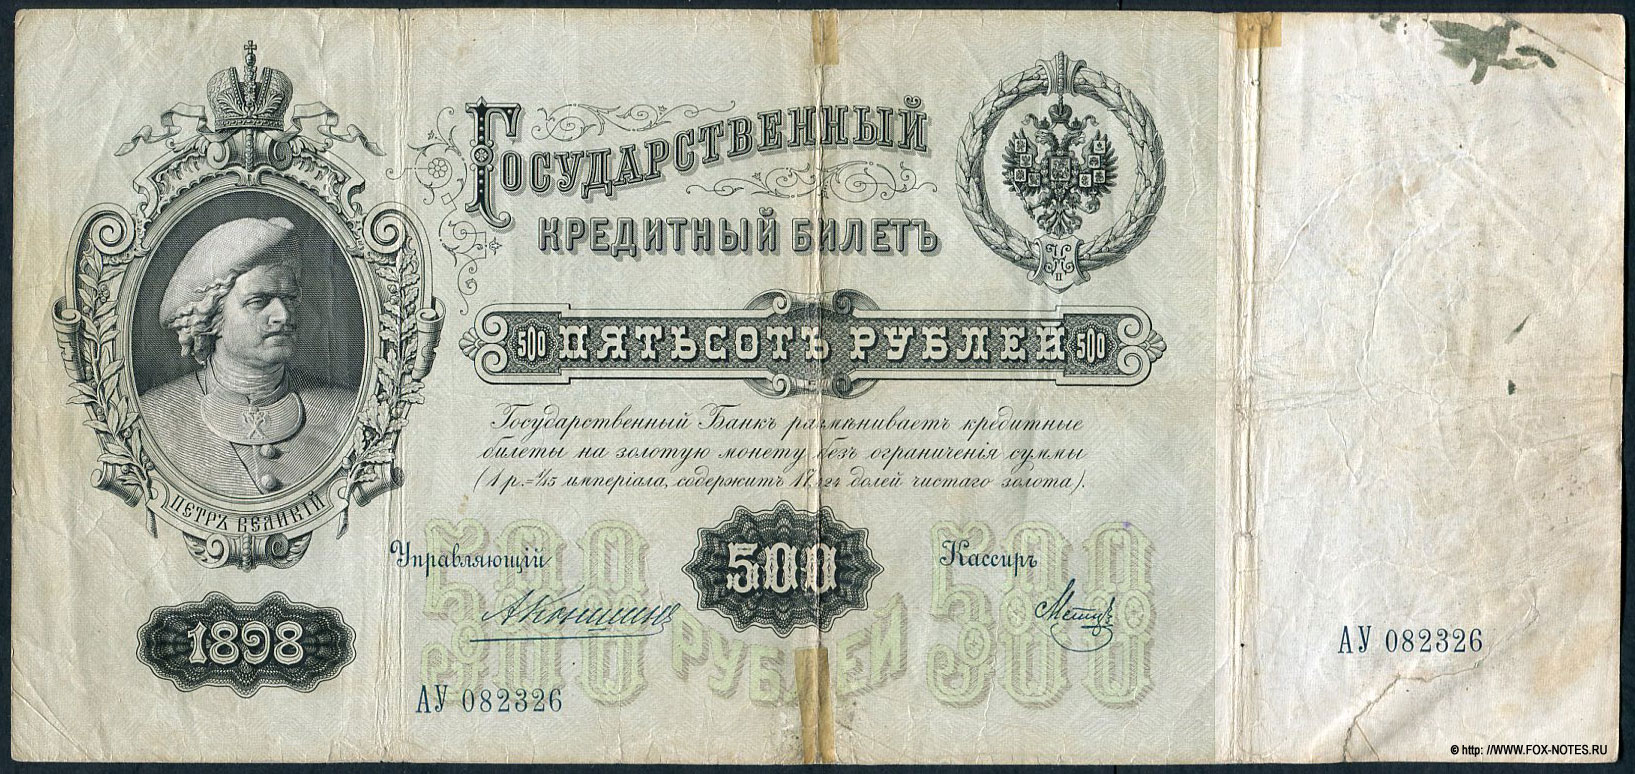 Государственный
кредитный билетъ
500 ПЯТЬСОТЪ РУБЛЕЙ 500
Государственный Банкъ размѣниваетъ кредитные
билеты на золотую монету безъ ограниченія суммы
(1 р.=1/15 имперіала, содержитъ 17,424 долей чистаго золота).
ПЕТРЪ ВЕЛИКІЙ
1898
Управляющій
500
Кассиръ
500 РУБЛЕЙ 500
АКоншинъ
АУ 082326
АУ 082326
© http: //WWW.FOX-NOTES.RU